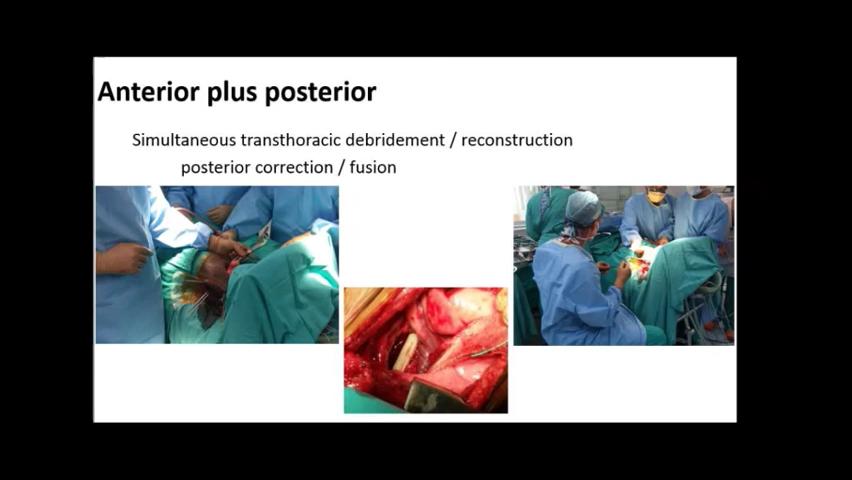 Anterior plus posterior
Simultaneous transthoracic debridement / reconstruction
posterior correction / fusion